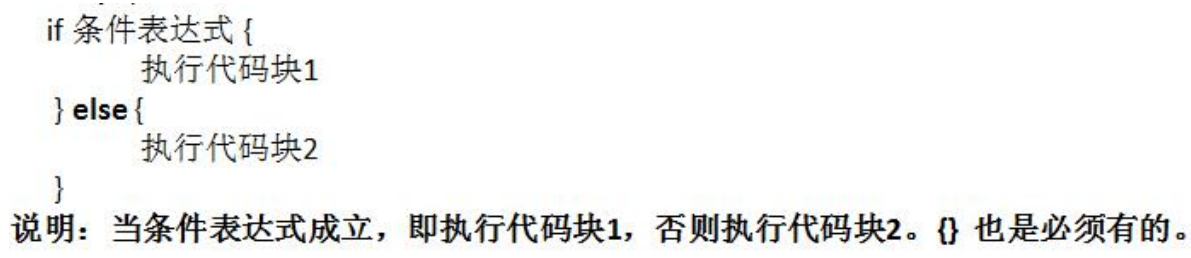 if 条件表达式 {
执行代码块1
} else {
执行代码块2
}
说明：当条件表达式成立，即执行代码块1，否则执行代码块2。{} 也是必须有的。